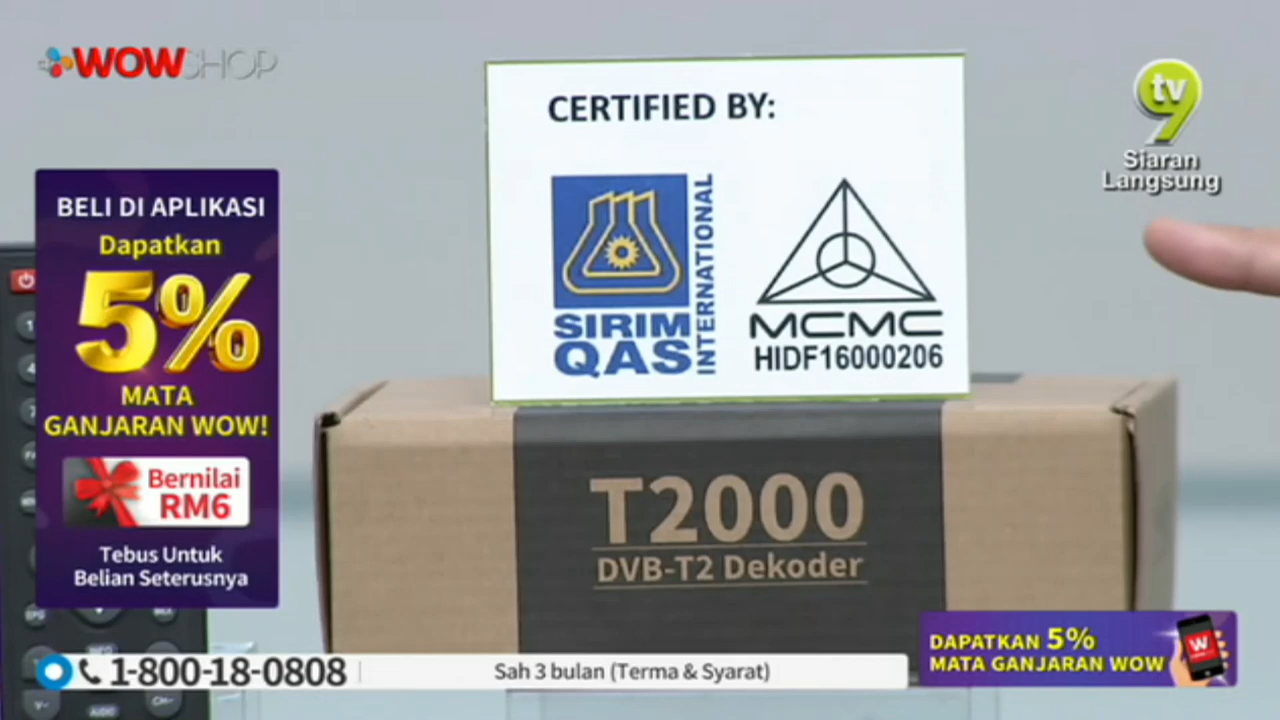 WOWSHOP
tv9
Siaran
Langsung
CERTIFIED BY:
SIRIM
QAS
INTERNATIONAL
MCMC
HIDF16000206
BELI DI APLIKASI
Dapatkan
5%
MATA
GANJARAN WOW!
Bernilai
RM6
Tebus Untuk
Belian Seterusnya
T2000
DVB-T2 Dekoder
DAPATKAN 5%
MATA GANJARAN WOW
W
1-800-18-0808
Sah 3 bulan (Terma & Syarat)